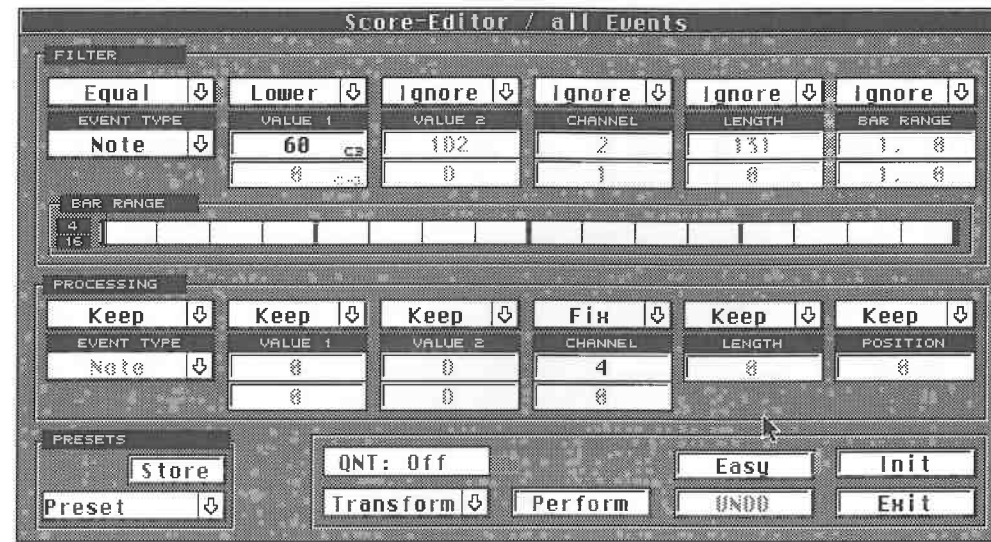 Score-Editor / all Events
FILTER
Equal Lower Ignore Ignore Ignore Ignore
EVENT TYPE VALUE 1 VALUE 2 CHANNEL LENGTH BAR RANGE
Note 60 C3 102 2 131 1, 0
0 0 1 0 1, 0
BAR RANGE
4
16
PROCESSING
Keep Keep Keep Fix Keep Keep
EVENT TYPE VALUE 1 VALUE 2 CHANNEL LENGTH POSITION
Note 0 0 4 0 0
0 0 0
PRESETS
Store QNT: Off Easy Init
Preset Transform Perform UNDO Exit